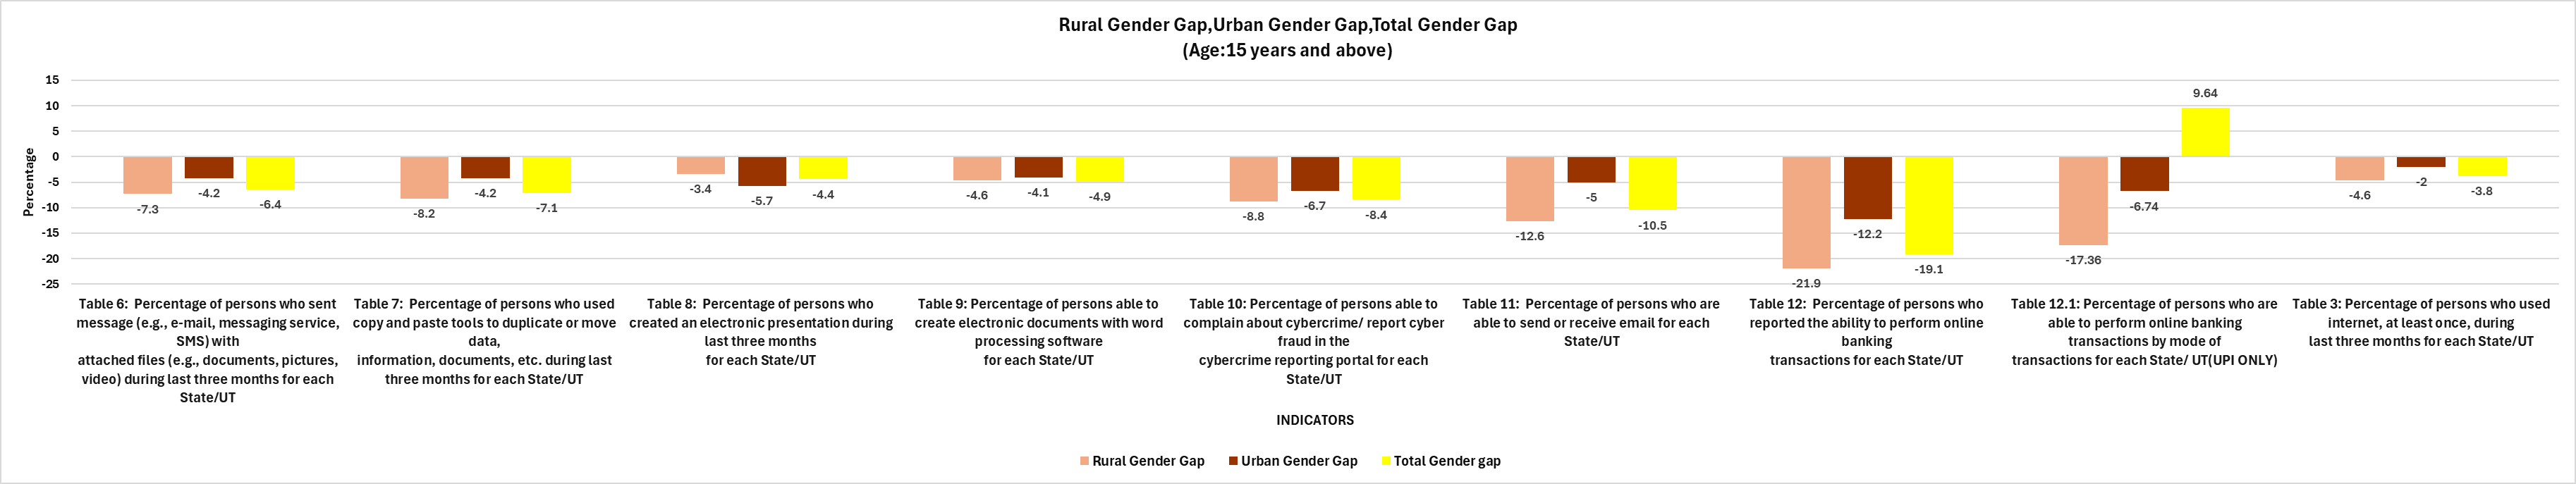 Rural Gender Gap,Urban Gender Gap,Total Gender Gap
(Age:15 years and above)
Percentage
15
10
5
0
-5
-10
-15
-20
-25
-7.3
-4.2
-6.4
-8.2
-4.2
-7.1
-3.4
-5.7
-4.4
-4.6
-4.1
-4.9
-8.8
-6.7
-8.4
-12.6
-5
-10.5
-21.9
-12.2
-19.1
-17.36
-6.74
9.64
-4.6
-2
-3.8
Table 6: Percentage of persons who sent
message (e.g., e-mail, messaging service,
SMS) with
attached files (e.g., documents, pictures,
video) during last three months for each
State/UT
Table 7: Percentage of persons who used
copy and paste tools to duplicate or move
data,
information, documents, etc. during last
three months for each State/UT
Table 8: Percentage of persons who
created an electronic presentation during
last three months
for each State/UT
Table 9: Percentage of persons able to
create electronic documents with word
processing software
for each State/UT
Table 10: Percentage of persons able to
complain about cybercrime/ report cyber
fraud in the
cybercrime reporting portal for each
State/UT
Table 11: Percentage of persons who are
able to send or receive email for each
State/UT
Table 12: Percentage of persons who
reported the ability to perform online
banking
transactions for each State/UT
Table 12.1: Percentage of persons who are
able to perform online banking
transactions by mode of
transactions for each State/ UT(UPI ONLY)
Table 3: Percentage of persons who used
internet, at least once, during
last three months for each State/UT
INDICATORS
Rural Gender Gap
Urban Gender Gap
Total Gender gap